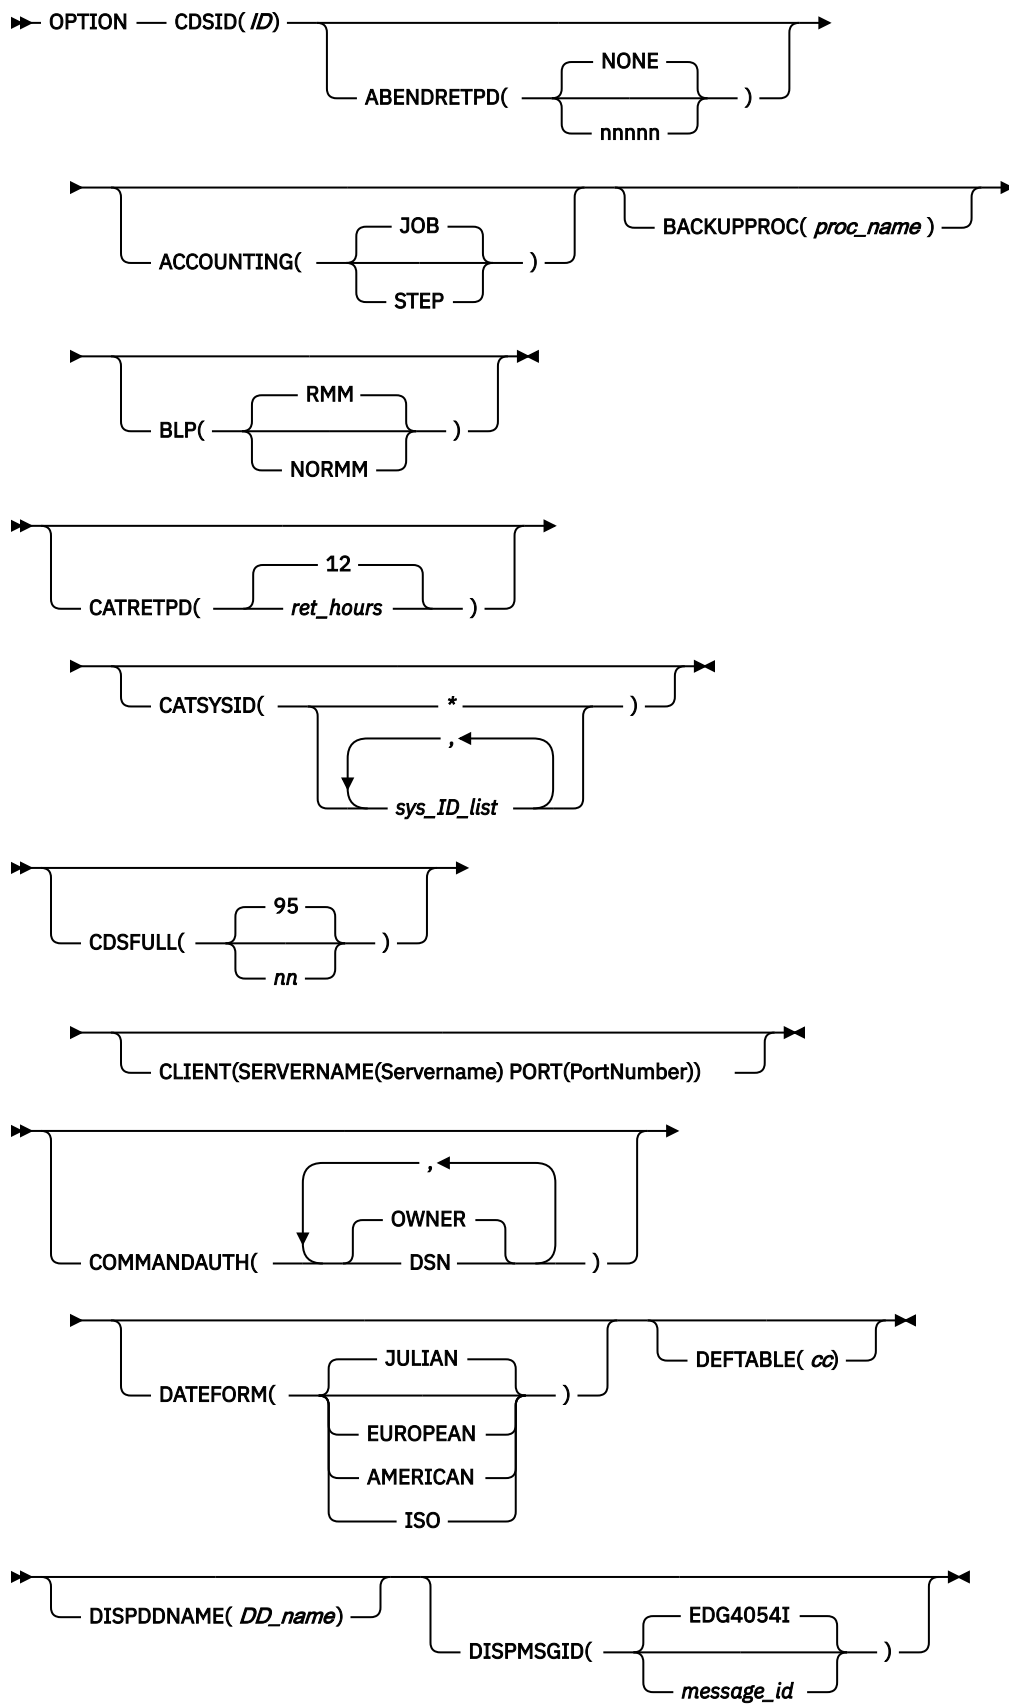 OPTION CDSID( ID)
NONE
ABENDRETPD( )
nnnnn
JOB
ACCOUNTING( )
STEP
BACKUPPROC( proc_name )
RMM
BLP( )
NORMM
12
CATRETPD( ret_hours )
CATSYSID( * )
,
sys_ID_list
95
CDSFULL( )
nn
CLIENT(SERVERNAME(Servername) PORT(PortNumber))
,
OWNER
COMMANDAUTH( DSN )
JULIAN
DATEFORM( )
EUROPEAN
AMERICAN
ISO
DEFTABLE( cc)
DISPDDNAME( DD_name)
EDG4054I
DISPMSGID( )
message_id